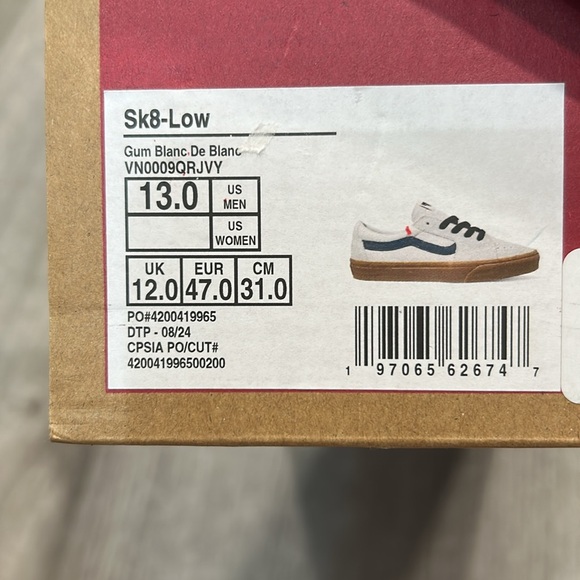 Sk8-Low
Gum Blanc De Blanc
VN0009QRJVY
13.0 US MEN
US WOMEN
UK EUR CM
12.0 47.0 31.0
PO#4200419965
DTP - 08/24
CPSIA PO/CUT#
420041996500200
1 97065 62674 7